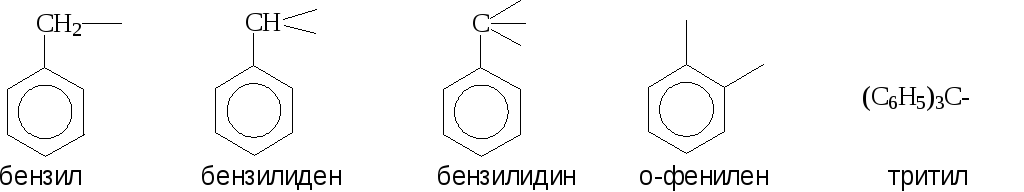 CH₂ CH C
(C₆H₅)₃C-
бензил бензилиден бензилидин о-фенилен тритил